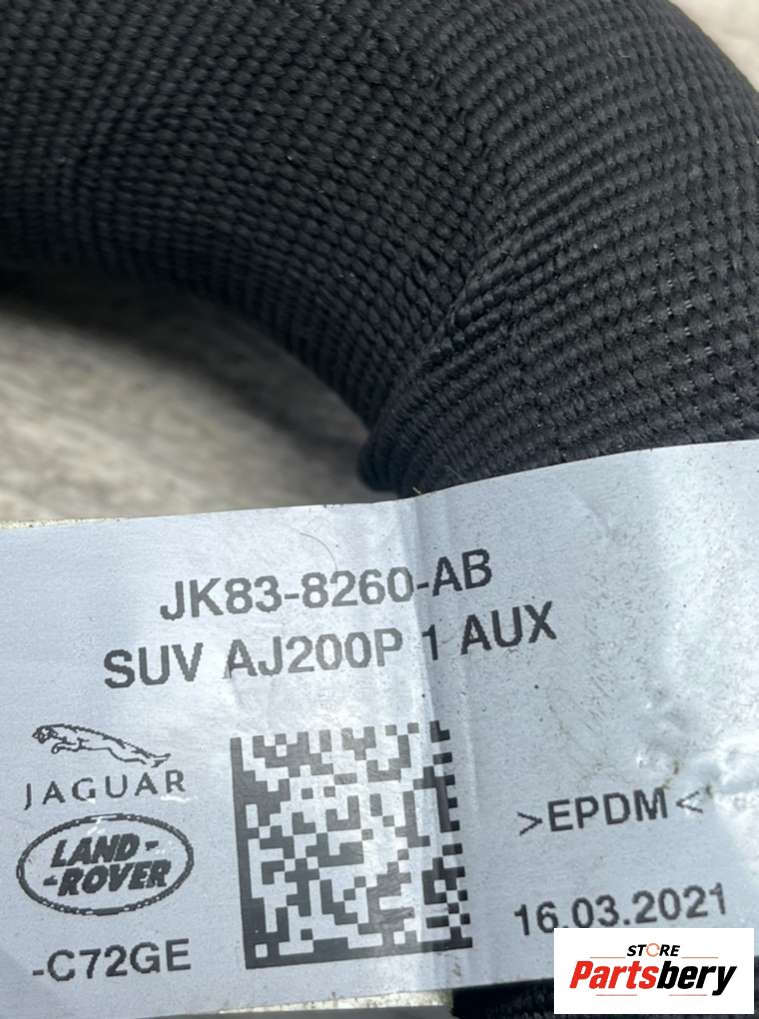 JK83-8260-AB
SUV AJ200P 1 AUX
JAGUAR
LAND-
-ROVER
-C72GE
>EPDM<
16.03.2021
STORE
Partsbery